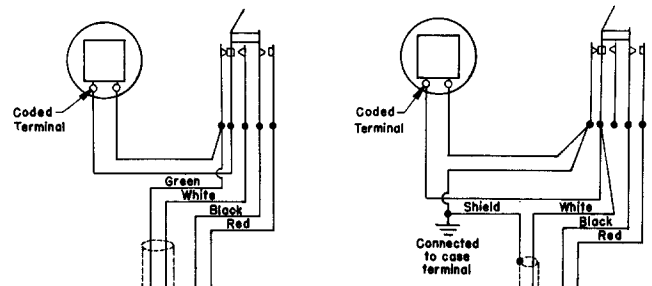 Coded
Terminal
Green
White
Black
Red
Coded
Terminal
Shield
White
Black
Red
Connected
to case
terminal